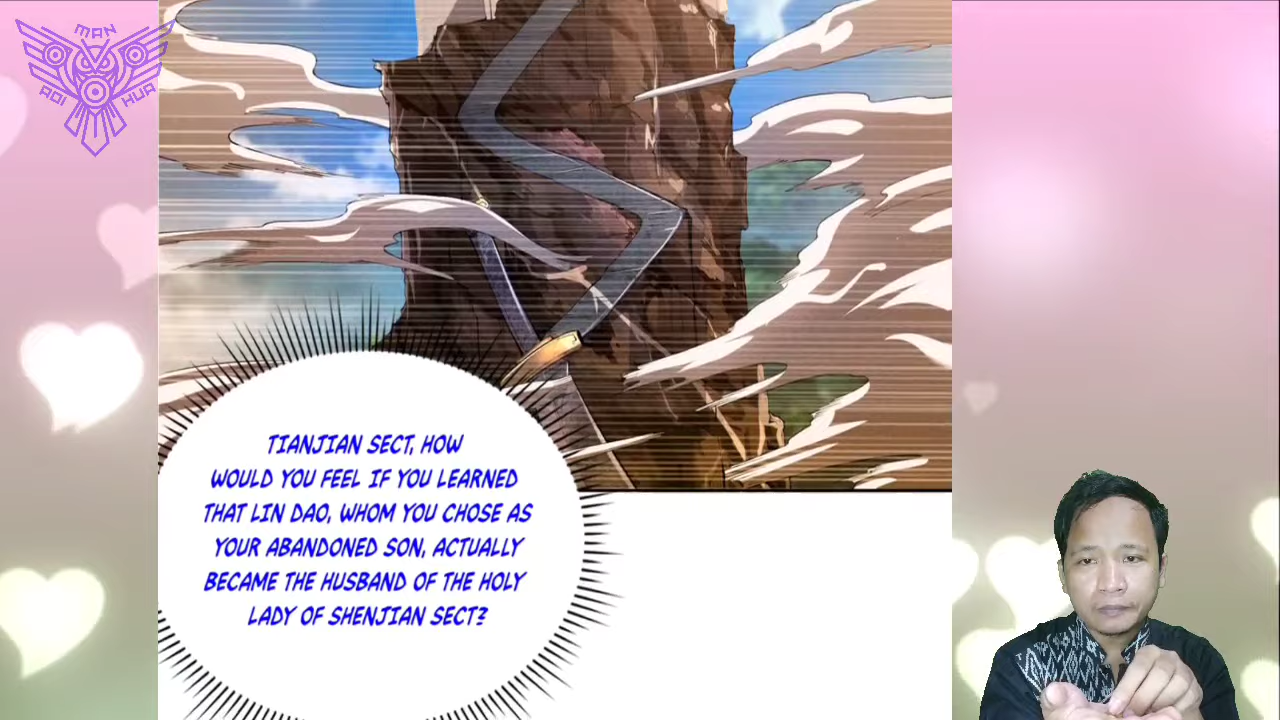 MAN
ROI HUA
TIANJIAN SECT, HOW
WOULD YOU FEEL IF YOU LEARNED
THAT LIN DAO, WHOM YOU CHOSE AS
YOUR ABANDONED SON, ACTUALLY
BECAME THE HUSBAND OF THE HOLY
LADY OF SHENJIAN SECT?